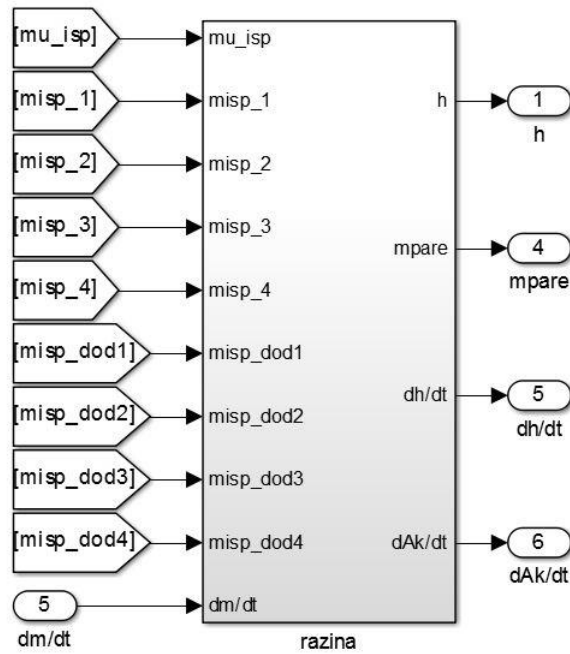 [mu_isp]
mu_isp
[misp_1]
misp_1
h
1
h
[misp_2]
misp_2
[misp_3]
misp_3
mpare
4
mpare
[misp_4]
misp_4
[misp_dod1]
misp_dod1
dh/dt
5
dh/dt
[misp_dod2]
misp_dod2
[misp_dod3]
misp_dod3
[misp_dod4]
misp_dod4
dAk/dt
6
dAk/dt
5
dm/dt
dm/dt
razina